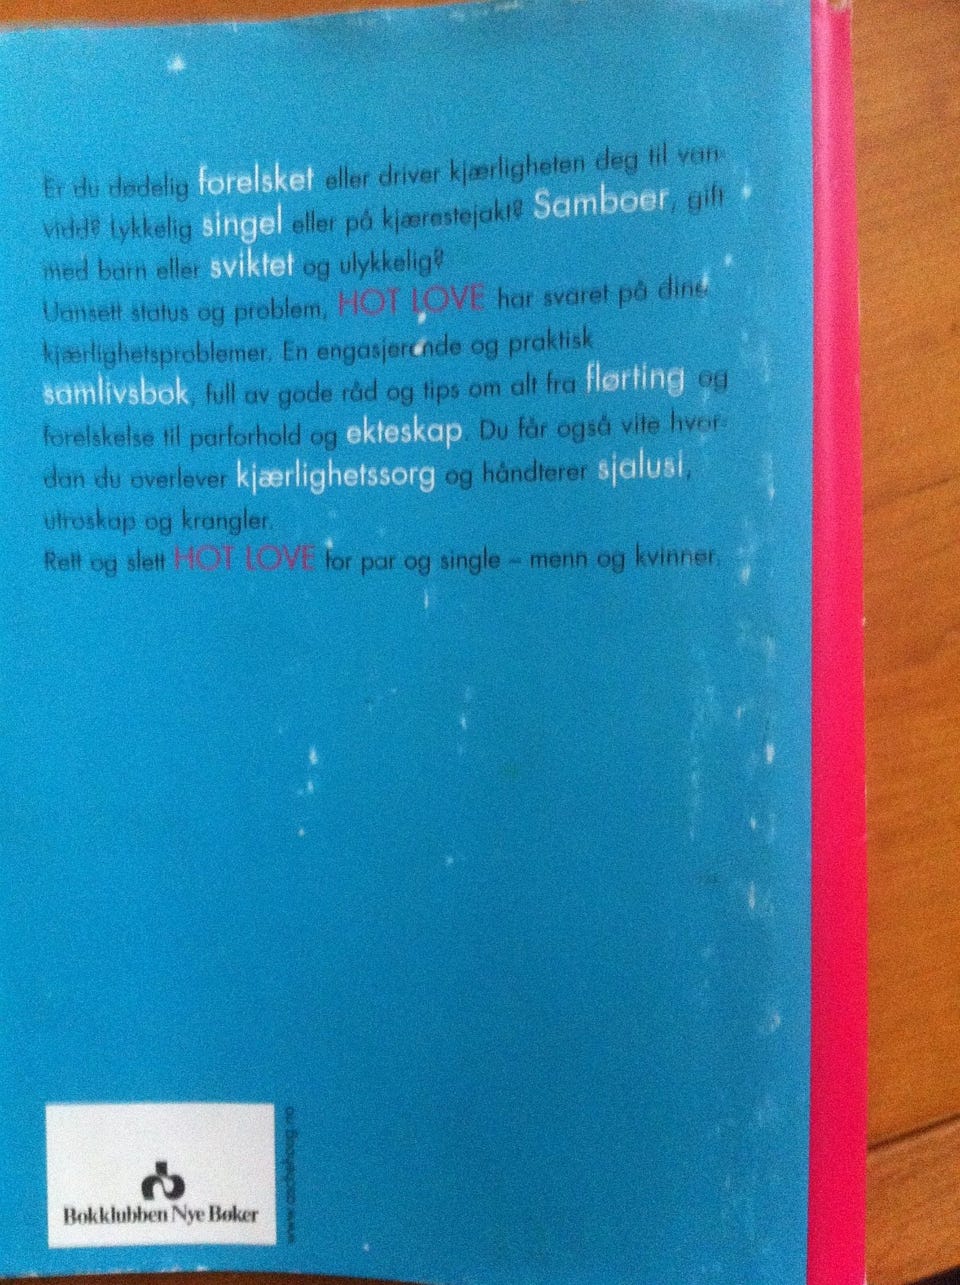 Er du dødelig forelsket eller driver kjærligheten deg til van-
vidd? Lykkelig singel eller på kjærestejakt? Samboer, gift
med barn eller sviktet og ulykkelig?
Uansett status og problem, HOT LOVE har svaret på dine
kjærlighetsproblemer. En engasjerende og praktisk
samlivsbok, full av gode råd og tips om alt fra flørting og
forelskelse til parforhold og ekteskap. Du får også vite hvor-
dan du overlever kjærlighetssorg og håndterer sjalusi,
utroskap og krangler.
Rett og slett HOT LOVE for par og single – menn og kvinner.
Bokklubben Nye Bøker
www.aschehoug.no